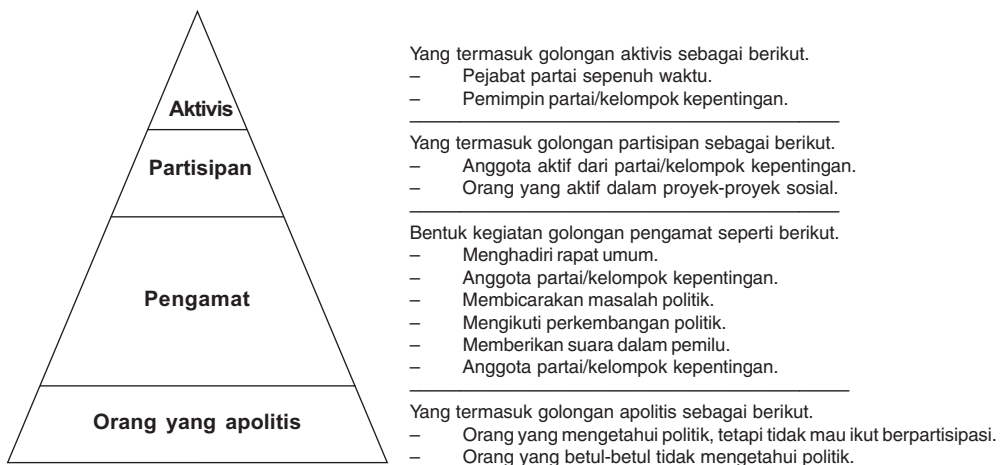 Aktivis
Yang termasuk golongan aktivis sebagai berikut.
– Pejabat partai sepenuh waktu.
– Pemimpin partai/kelompok kepentingan.
Partisipan
Yang termasuk golongan partisipan sebagai berikut.
– Anggota aktif dari partai/kelompok kepentingan.
– Orang yang aktif dalam proyek-proyek sosial.
Pengamat
Bentuk kegiatan golongan pengamat seperti berikut.
– Menghadiri rapat umum.
– Anggota partai/kelompok kepentingan.
– Membicarakan masalah politik.
– Mengikuti perkembangan politik.
– Memberikan suara dalam pemilu.
– Anggota partai/kelompok kepentingan.
Orang yang apolitis
Yang termasuk golongan apolitis sebagai berikut.
– Orang yang mengetahui politik, tetapi tidak mau ikut berpartisipasi.
– Orang yang betul-betul tidak mengetahui politik.